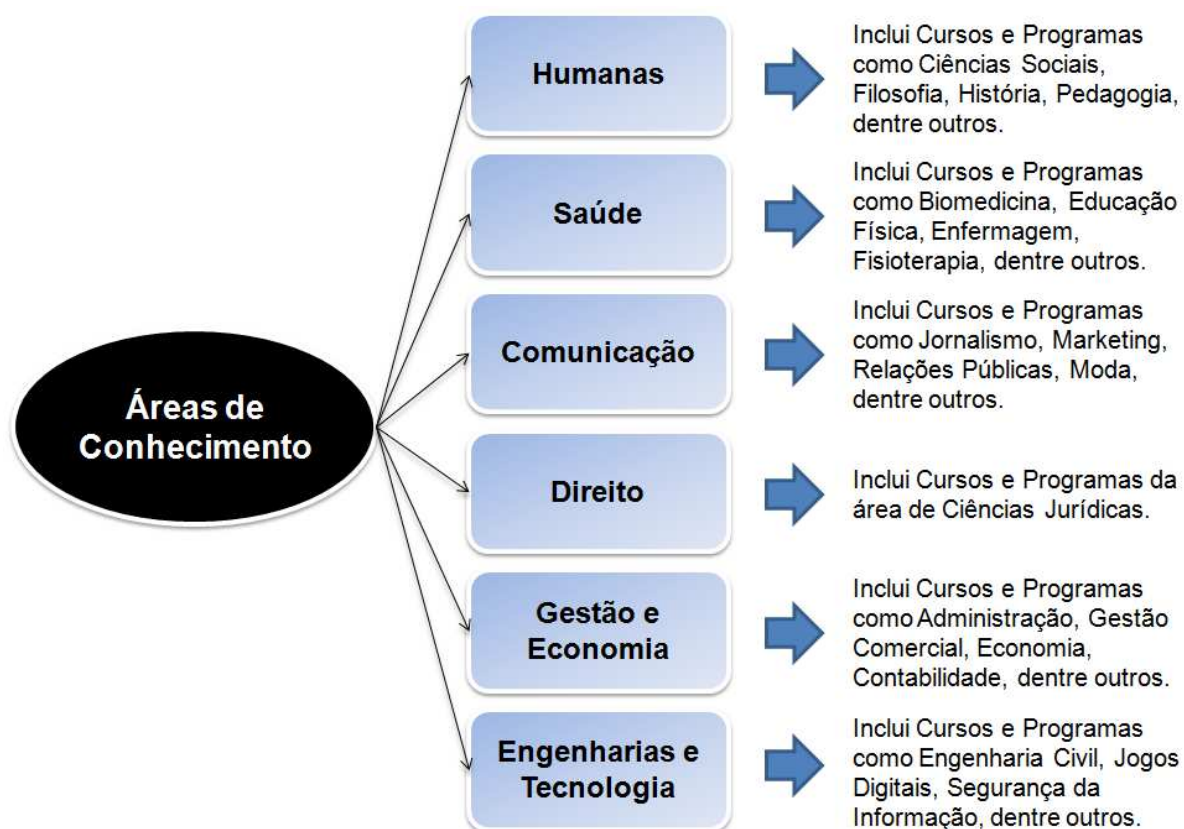 Áreas de
Conhecimento
Humanas
Inclui Cursos e Programas
como Ciências Sociais,
Filosofia, História, Pedagogia,
dentre outros.
Saúde
Inclui Cursos e Programas
como Biomedicina, Educação
Física, Enfermagem,
Fisioterapia, dentre outros.
Comunicação
Inclui Cursos e Programas
como Jornalismo, Marketing,
Relações Públicas, Moda,
dentre outros.
Direito
Inclui Cursos e Programas da
área de Ciências Jurídicas.
Gestão e
Economia
Inclui Cursos e Programas
como Administração, Gestão
Comercial, Economia,
Contabilidade, dentre outros.
Engenharias e
Tecnologia
Inclui Cursos e Programas
como Engenharia Civil, Jogos
Digitais, Segurança da
Informação, dentre outros.